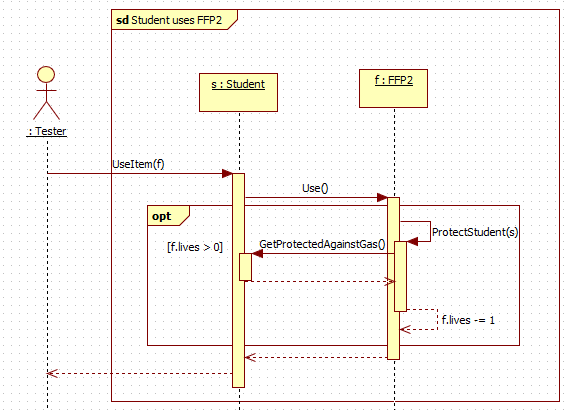 sd Student uses FFP2
s : Student
f : FFP2
: Tester
UseItem(f)
Use()
opt
ProtectStudent(s)
[f.lives > 0]
GetProtectedAgainstGas()
f.lives -= 1